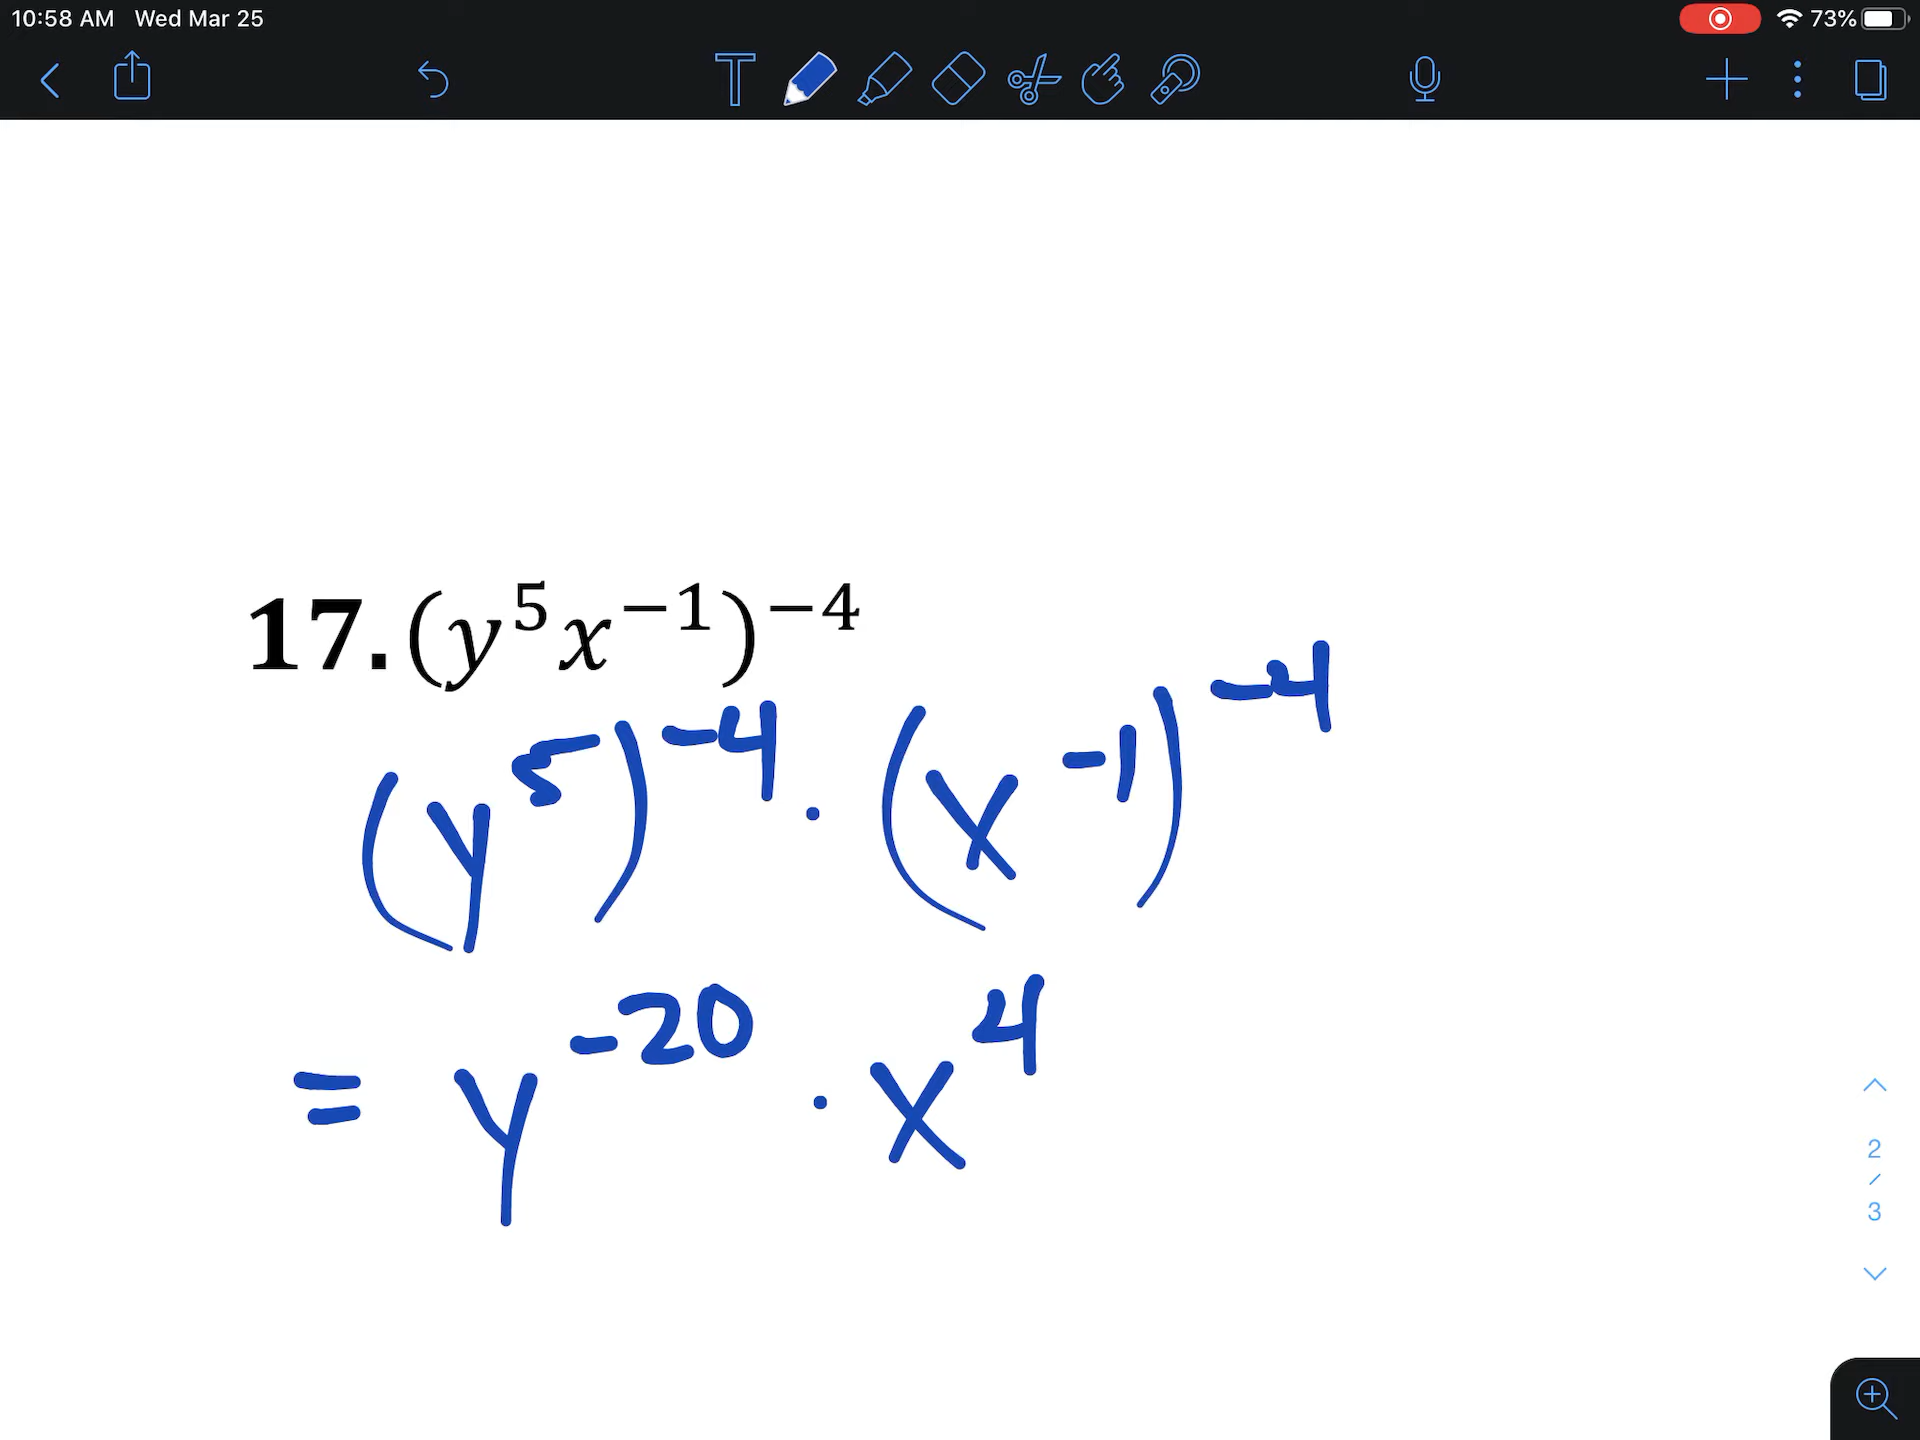 10:58 AM Wed Mar 25 73%
T
17. (y⁵x⁻¹)⁻⁴
(y⁵)⁻⁴ · (x⁻¹)⁻⁴
= y⁻²⁰ · x⁴
2
/
3